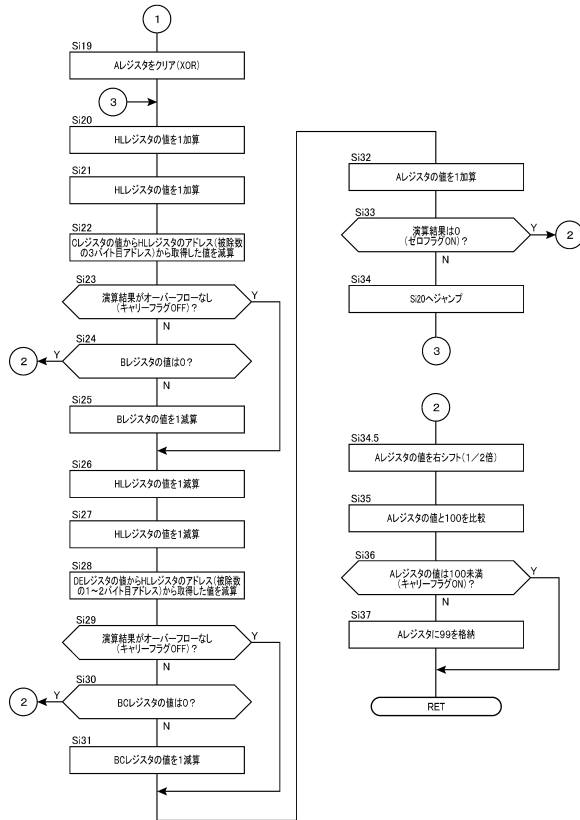 1
Si19
Aレジスタをクリア(XOR)
3
Si20
HLレジスタの値を1加算
Si21
HLレジスタの値を1加算
Si22
Cレジスタの値からHLレジスタのアドレス(被除数
の3バイト目アドレス)から取得した値を減算
Si23
演算結果がオーバーフローなし
(キャリーフラグOFF)?
Y
N
Si24
Y
2
Bレジスタの値は0?
N
Si25
Bレジスタの値を1減算
Si26
HLレジスタの値を1減算
Si27
HLレジスタの値を1減算
Si28
DEレジスタの値からHLレジスタのアドレス(被除数
の1~2バイト目アドレス)から取得した値を減算
Si29
演算結果がオーバーフローなし
(キャリーフラグOFF)?
Y
N
Si30
Y
2
BCレジスタの値は0?
N
Si31
BCレジスタの値を1減算
Si32
Aレジスタの値を1加算
Si33
演算結果は0
(ゼロフラグON)?
Y
2
N
Si34
Si20へジャンプ
3
2
Si34.5
Aレジスタの値を右シフト(1/2倍)
Si35
Aレジスタの値と100を比較
Si36
Aレジスタの値は100未満
(キャリーフラグON)?
Y
N
Si37
Aレジスタに99を格納
RET